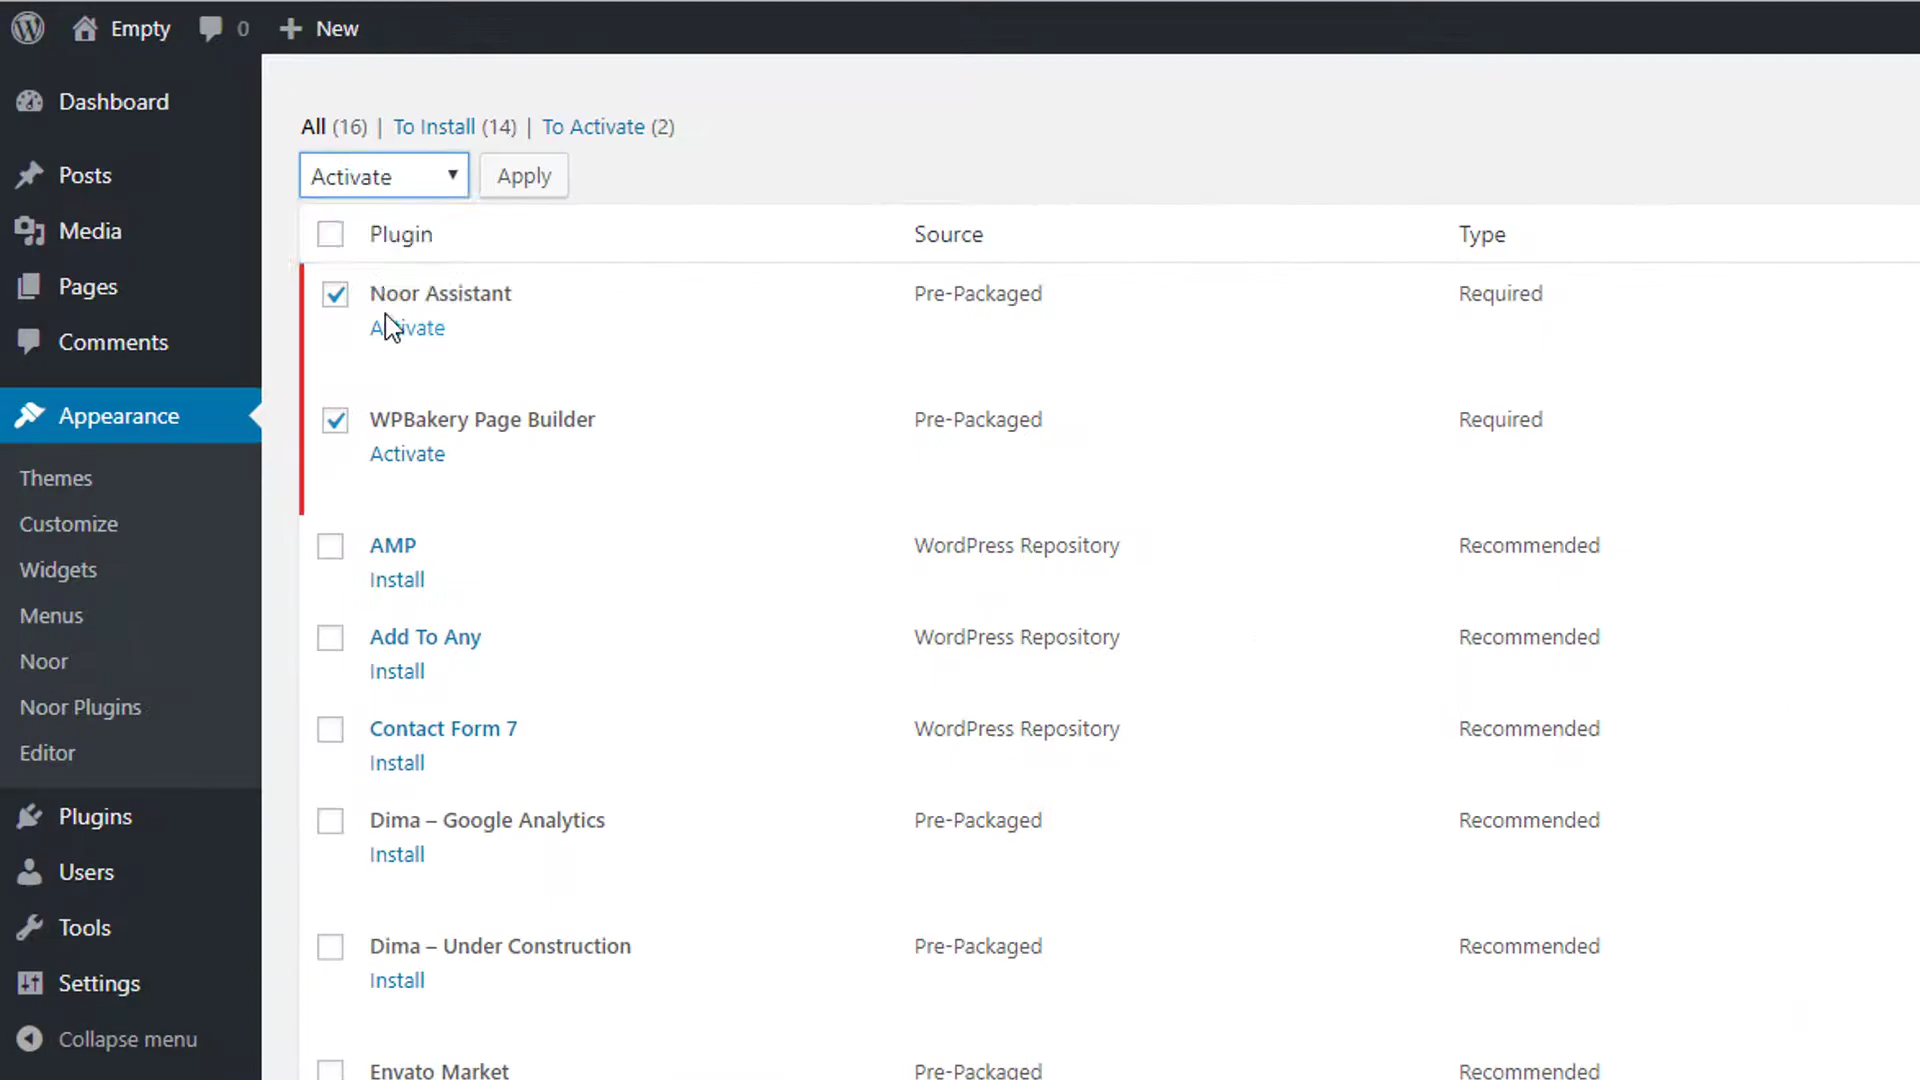 Empty 0 New
Dashboard
Posts
Media
Pages
Comments
Appearance
Themes
Customize
Widgets
Menus
Noor
Noor Plugins
Editor
Plugins
Users
Tools
Settings
Collapse menu
All (16) | To Install (14) | To Activate (2)
Activate Apply
Plugin Source Type
Noor Assistant Pre-Packaged Required
Activate
WPBakery Page Builder Pre-Packaged Required
Activate
AMP WordPress Repository Recommended
Install
Add To Any WordPress Repository Recommended
Install
Contact Form 7 WordPress Repository Recommended
Install
Dima – Google Analytics Pre-Packaged Recommended
Install
Dima – Under Construction Pre-Packaged Recommended
Install
Envato Market Pre-Packaged Recommended